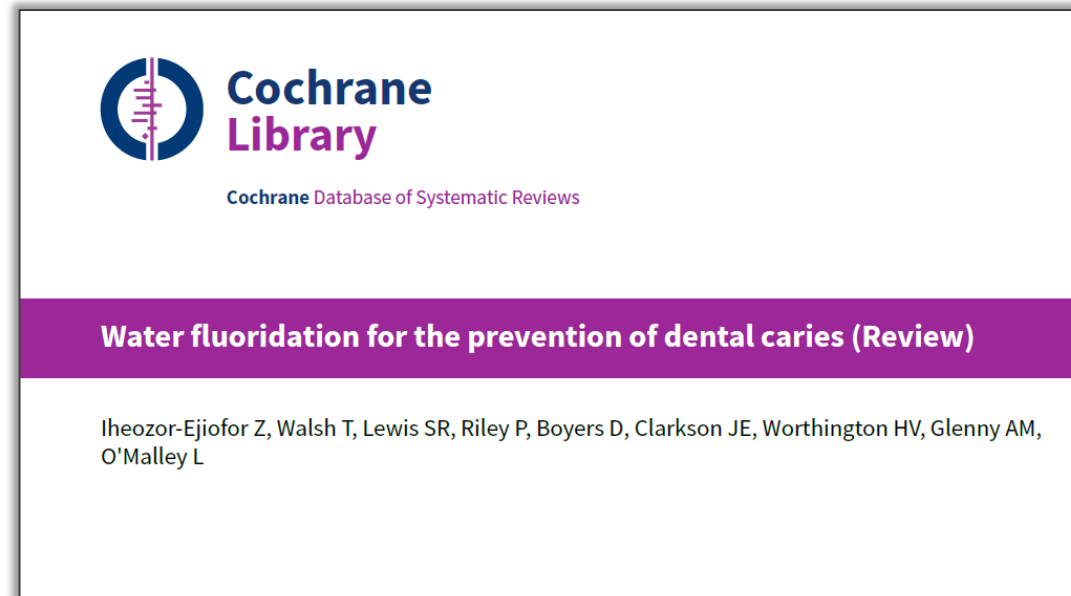 Cochrane
Library
Cochrane Database of Systematic Reviews
Water fluoridation for the prevention of dental caries (Review)
Iheozor-Ejiofor Z, Walsh T, Lewis SR, Riley P, Boyers D, Clarkson JE, Worthington HV, Glenny AM,
O'Malley L